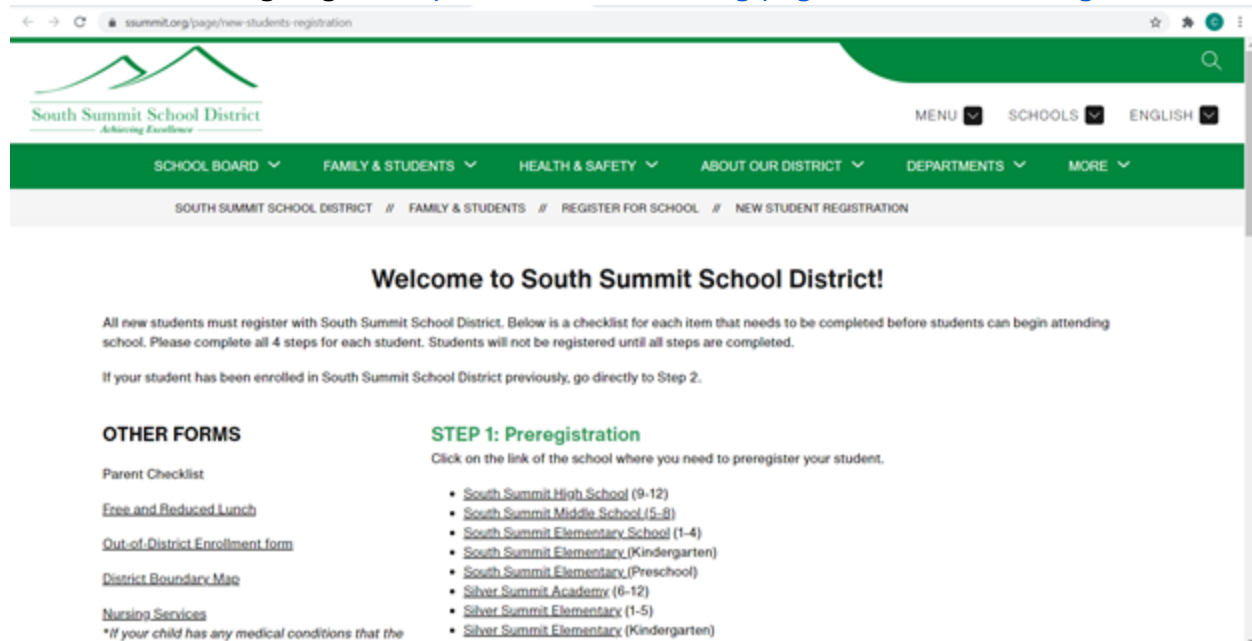 ssummit.org/page/new-students-registration
South Summit School District
Achieving Excellence
MENU
SCHOOLS
ENGLISH
SCHOOL BOARD
FAMILY & STUDENTS
HEALTH & SAFETY
ABOUT OUR DISTRICT
DEPARTMENTS
MORE
SOUTH SUMMIT SCHOOL DISTRICT // FAMILY & STUDENTS // REGISTER FOR SCHOOL // NEW STUDENT REGISTRATION
Welcome to South Summit School District!
All new students must register with South Summit School District. Below is a checklist for each item that needs to be completed before students can begin attending
school. Please complete all 4 steps for each student. Students will not be registered until all steps are completed.
If your student has been enrolled in South Summit School District previously, go directly to Step 2.
OTHER FORMS
Parent Checklist
Free and Reduced Lunch
Out-of-District Enrollment form
District Boundary Map
Nursing Services
*If your child has any medical conditions that the
STEP 1: Preregistration
Click on the link of the school where you need to preregister your student.
• South Summit High School (9-12)
• South Summit Middle School (5-8)
• South Summit Elementary School (1-4)
• South Summit Elementary (Kindergarten)
• South Summit Elementary (Preschool)
• Silver Summit Academy (6-12)
• Silver Summit Elementary (1-5)
• Silver Summit Elementary (Kindergarten)